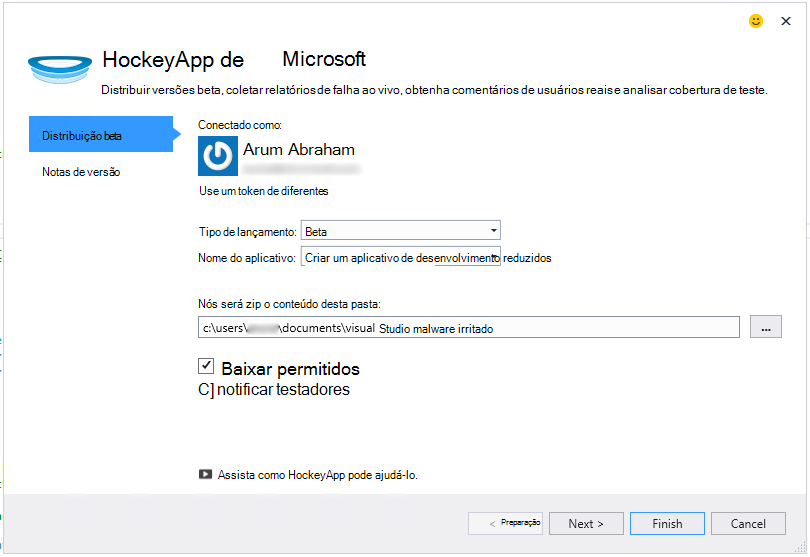 HockeyApp de Microsoft
Distribuir versões beta, coletar relatórios de falha ao vivo, obtenha comentários de usuários reais e analisar cobertura de teste.
Distribuição beta
Notas de versão
Conectado como:
Arum Abraham
Use um token de diferentes
Tipo de lançamento: Beta
Nome do aplicativo: Criar um aplicativo de desenvolvimento reduzidos
Nós será zip o conteúdo desta pasta:
c:\users\ \documents\visual Studio malware irritado ...
Baixar permitidos
C] notificar testadores
Assista como HockeyApp pode ajudá-lo.
< Preparação Next > Finish Cancel